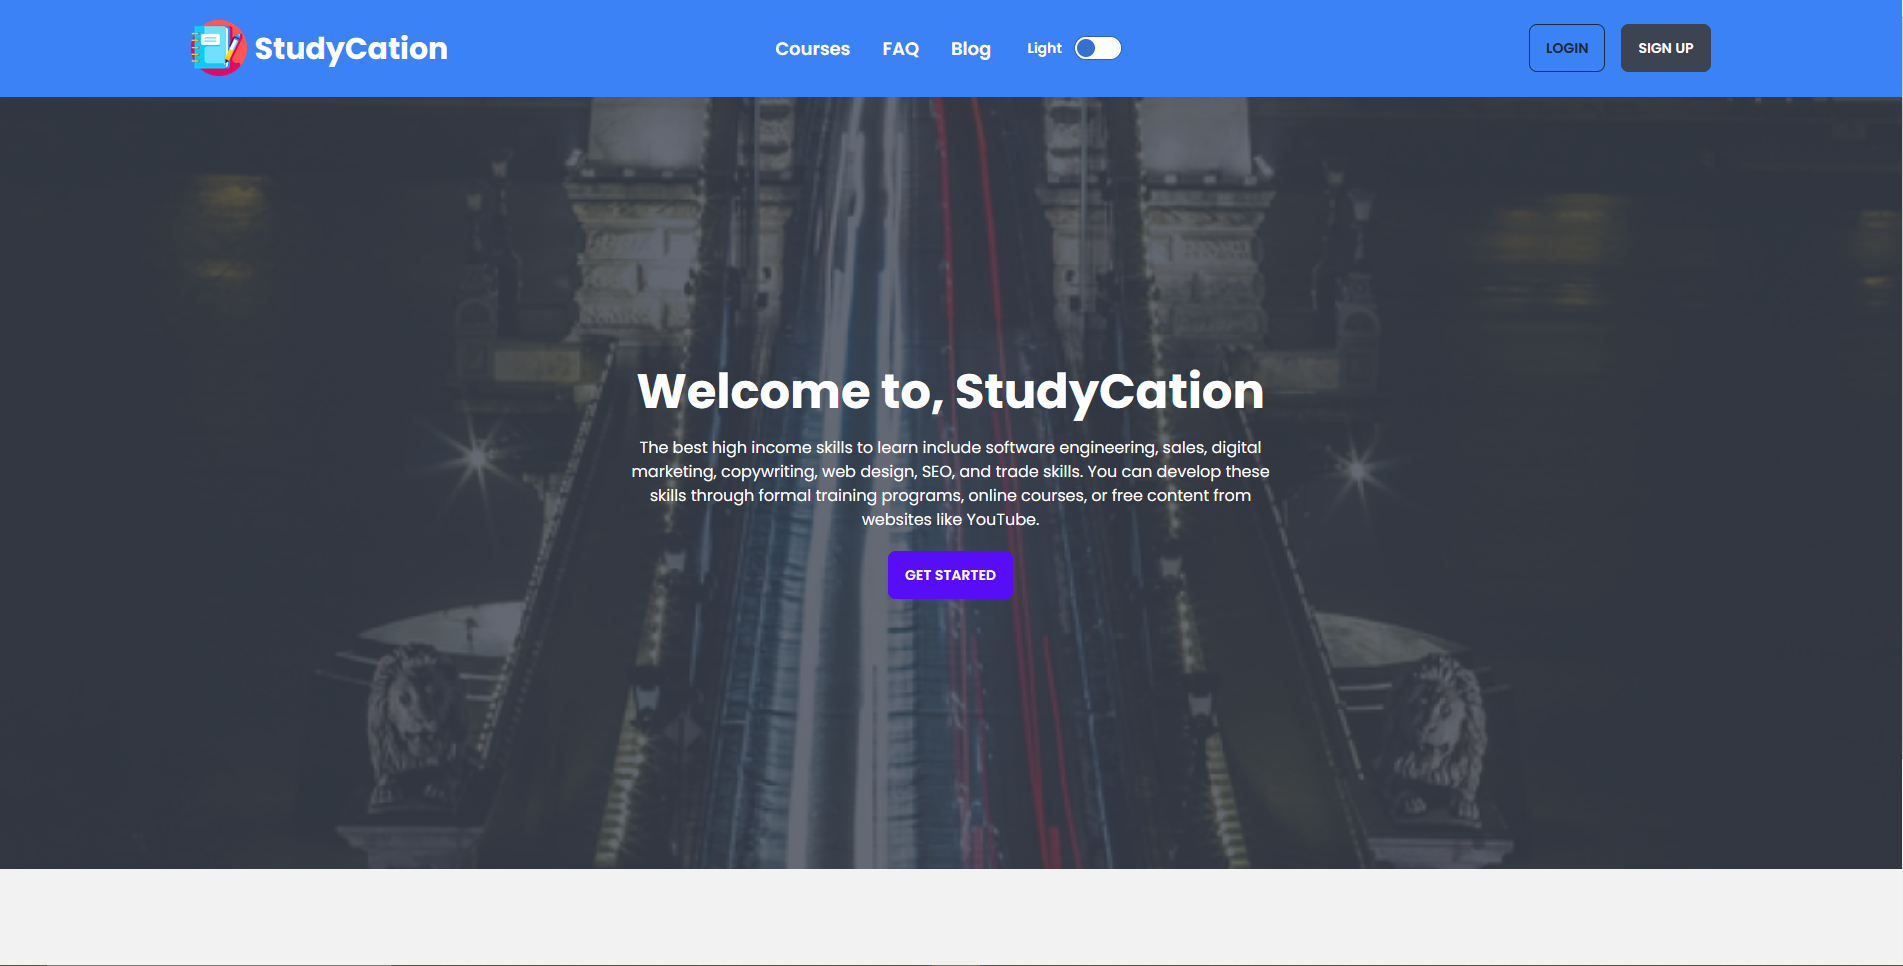 StudyCation
Courses FAQ Blog Light
LOGIN SIGN UP
Welcome to, StudyCation
The best high income skills to learn include software engineering, sales, digital
marketing, copywriting, web design, SEO, and trade skills. You can develop these
skills through formal training programs, online courses, or free content from
websites like YouTube.
GET STARTED